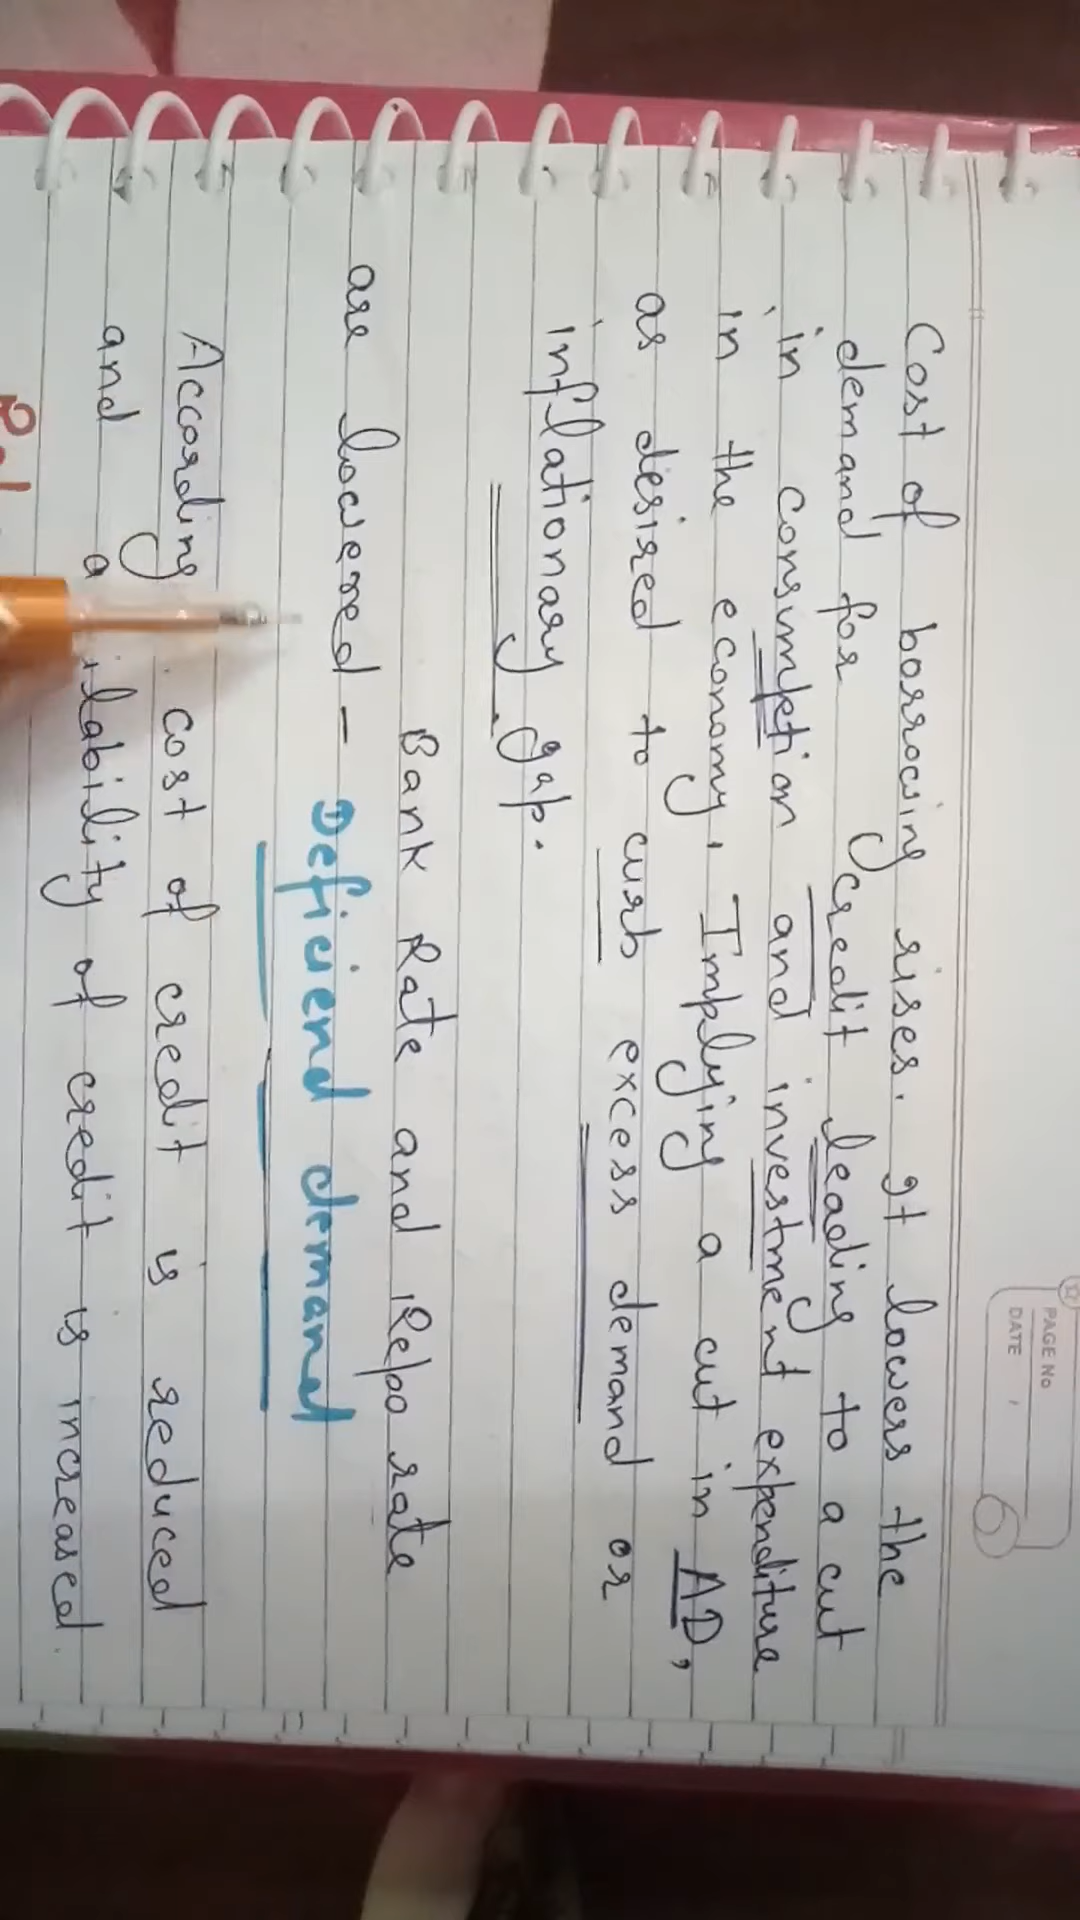 PAGE No
DATE
6
Cost of borrowing rises. It lowers the
demand for credit leading to a cut
in consumption and investment expenditure
in the economy, Implying a cut in AD,
as desired to curb excess demand or
inflationary gap.
Bank Rate and Repo rate
are lowered -
Deficiend demand
According cost of credit is reduced
and of credit is increased